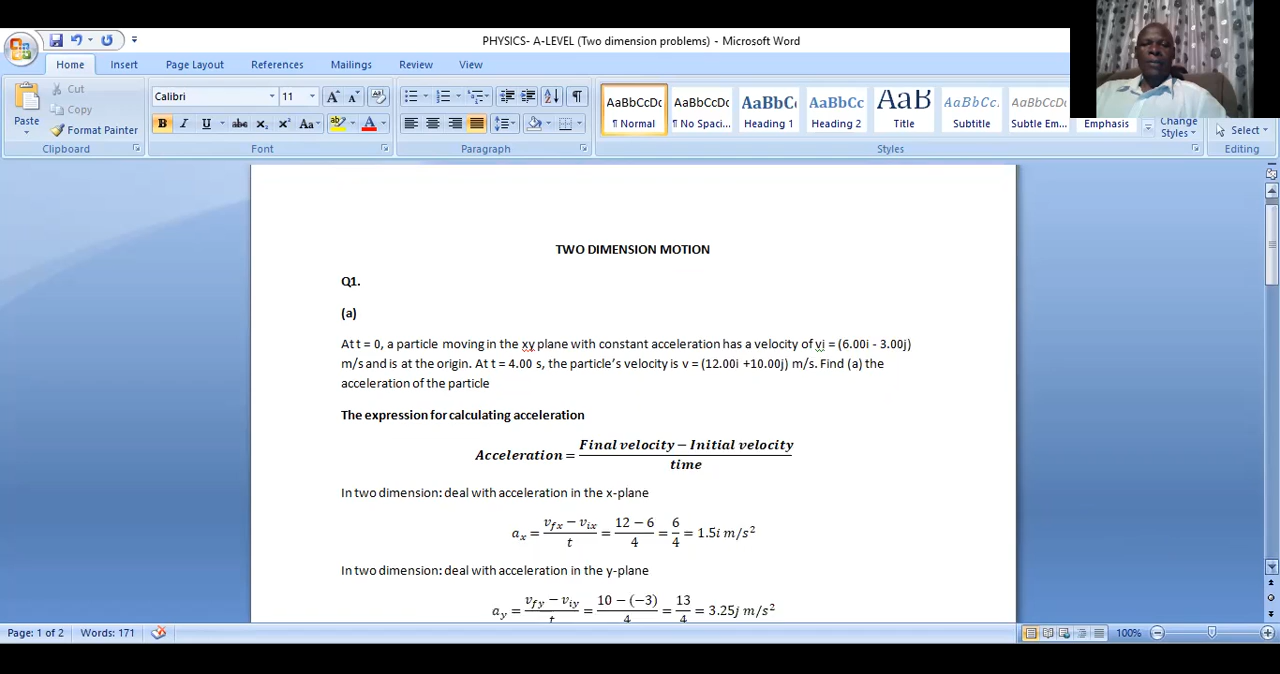 PHYSICS- A-LEVEL (Two dimension problems) - Microsoft Word
Home Insert Page Layout References Mailings Review View
Paste
Cut
Copy
Format Painter
Clipboard
Calibri 11
Font
Paragraph
AaBbCcDc AaBbCcDc AaBbCc AaBbCc AaB AaBbCc. AaBbCcDc
¶ Normal ¶ No Spaci... Heading 1 Heading 2 Title Subtitle Subtle Em... Emphasis
Change Styles
Styles
Select
Editing
TWO DIMENSION MOTION
Q1.
(a)
At t = 0, a particle moving in the xy plane with constant acceleration has a velocity of vi = (6.00i - 3.00j)
m/s and is at the origin. At t = 4.00 s, the particle's velocity is v = (12.00i +10.00j) m/s. Find (a) the
acceleration of the particle
The expression for calculating acceleration
Acceleration = (Final velocity − Initial velocity) / time
In two dimension: deal with acceleration in the x-plane
a_x = (v_fx − v_ix) / t = (12 − 6) / 4 = 6/4 = 1.5i m/s²
In two dimension: deal with acceleration in the y-plane
a_y = (v_fy − v_iy) / t = (10 − (−3)) / 4 = 13/4 = 3.25j m/s²
Page: 1 of 2 Words: 171 100%